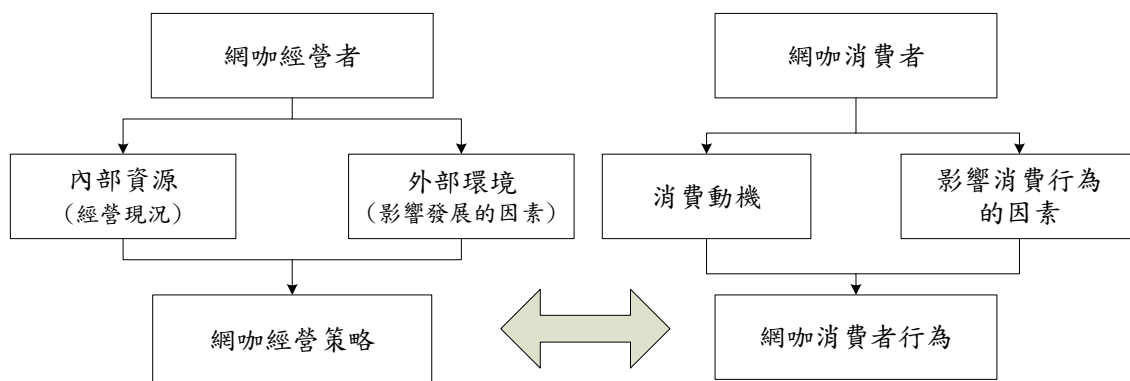 網咖經營者
網咖消費者
內部資源
（經營現況）
外部環境
（影響發展的因素）
消費動機
影響消費行為
的因素
網咖經營策略
網咖消費者行為